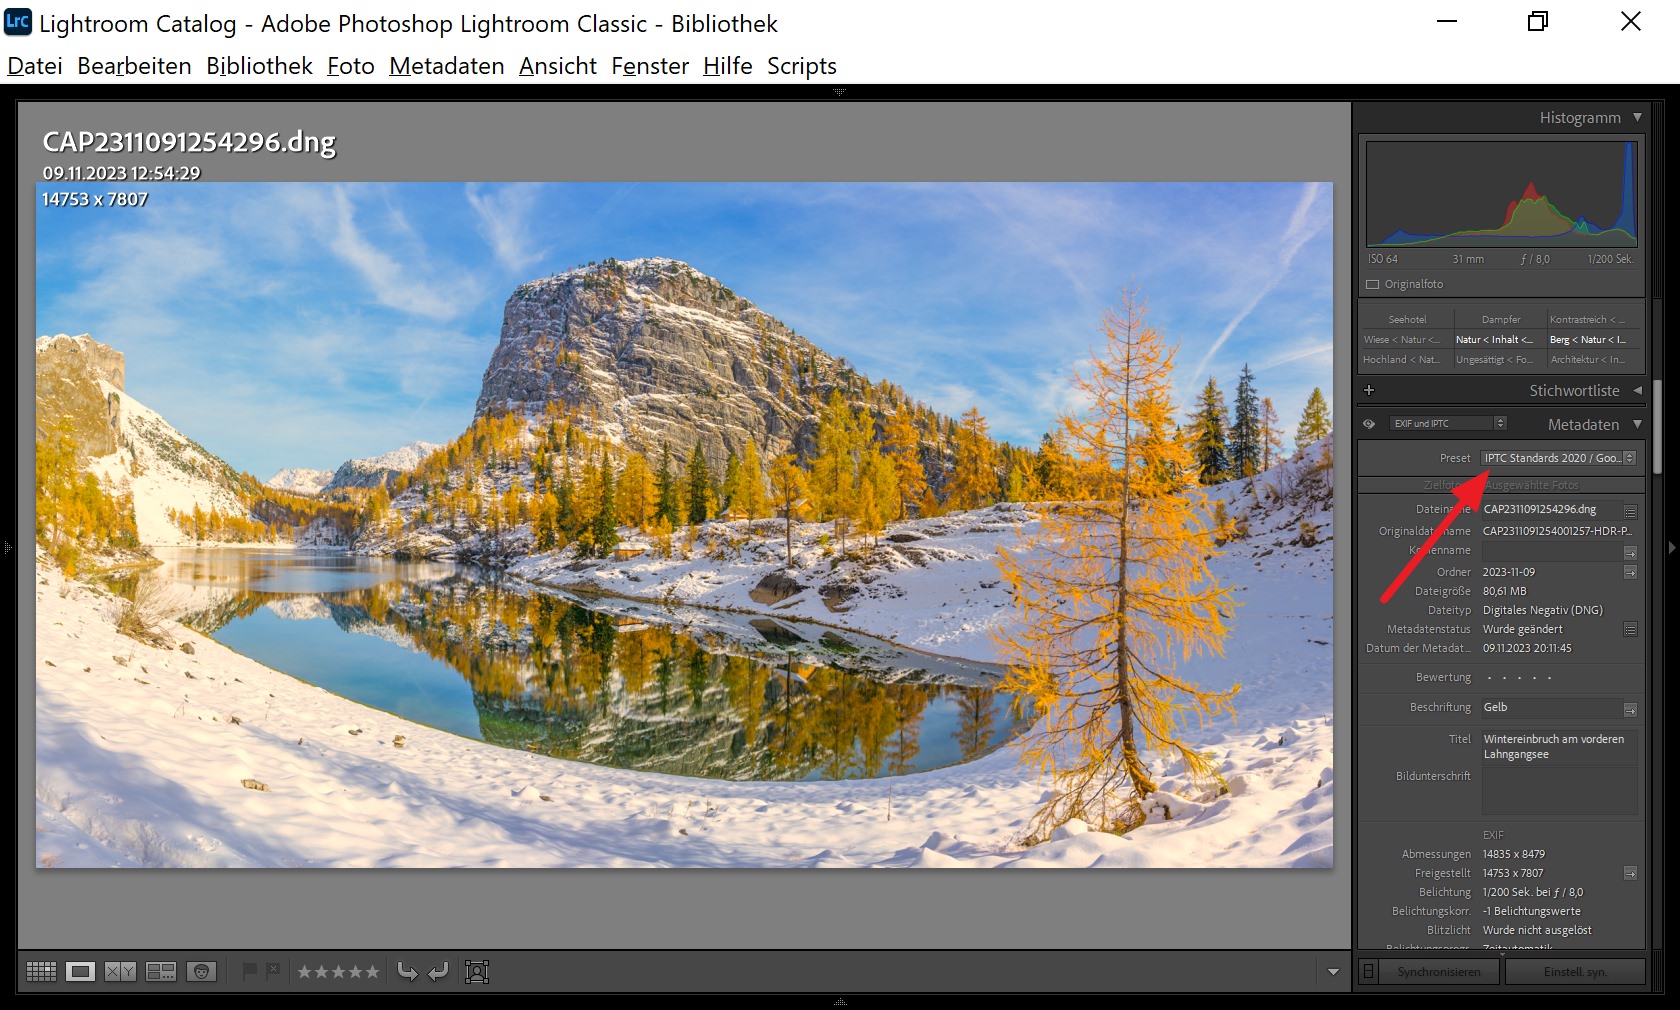 Lrc Lightroom Catalog - Adobe Photoshop Lightroom Classic - Bibliothek
Datei Bearbeiten Bibliothek Foto Metadaten Ansicht Fenster Hilfe Scripts
CAP2311091254296.dng
09.11.2023 12:54:29
14753 x 7807
Histogramm
ISO 64 31 mm ƒ / 8,0 1/200 Sek.
Originalfoto
Seehotel Dampfer Kontrastreich < ...
Wiese < Natur <... Natur < Inhalt <... Berg < Natur < I...
Hochland < Nat... Ungesättigt < Fo... Architektur < In...
Stichwortliste
EXIF und IPTC Metadaten
Preset IPTC Standards 2020 / Goo...
Ausgewählte Fotos
CAP2311091254296.dng
CAP2311091254001257-HDR-P...
Ordner 2023-11-09
Dateigröße 80,61 MB
Dateityp Digitales Negativ (DNG)
Metadatenstatus Wurde geändert
Datum der Metadat... 09.11.2023 20:11:45
Bewertung
Beschriftung Gelb
Titel Wintereinbruch am vorderen
Lahngangsee
Bildunterschrift
EXIF
Abmessungen 14835 x 8479
Freigestellt 14753 x 7807
Belichtung 1/200 Sek. bei ƒ / 8,0
Belichtungskorr. -1 Belichtungswerte
Blitzlicht Wurde nicht ausgelöst
Belichtungsprogr. Zeitautomatik
XY
Synchronisieren Einstell. syn.